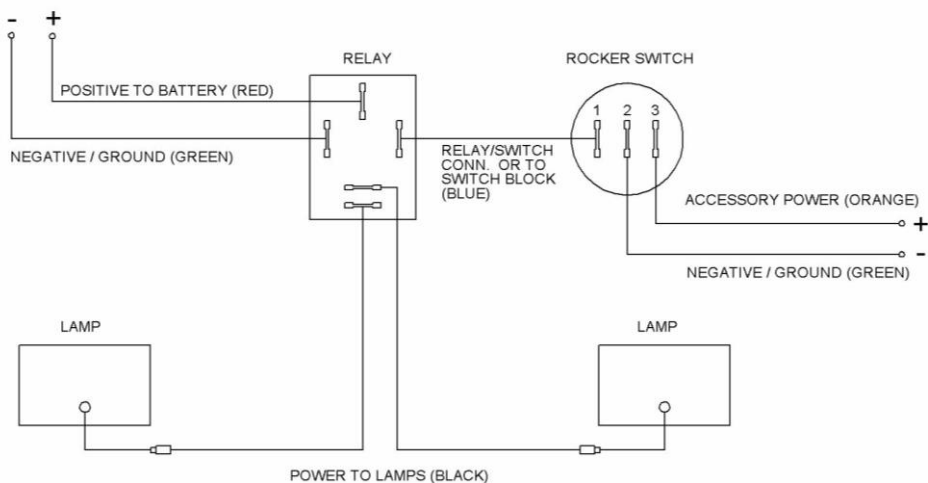 - +
RELAY
ROCKER SWITCH
POSITIVE TO BATTERY (RED)
1 2 3
NEGATIVE / GROUND (GREEN)
RELAY/SWITCH
CONN. OR TO
SWITCH BLOCK
(BLUE)
ACCESSORY POWER (ORANGE)
+
-
NEGATIVE / GROUND (GREEN)
LAMP
LAMP
POWER TO LAMPS (BLACK)